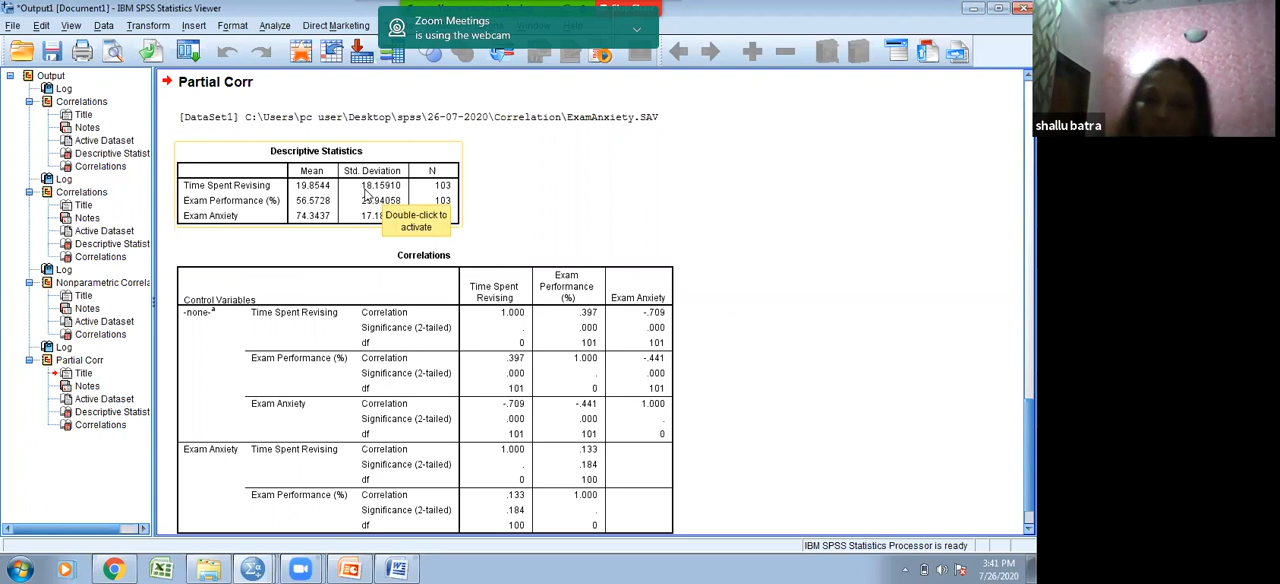 *Output1 [Document1] - IBM SPSS Statistics Viewer
File Edit View Data Transform Insert Format Analyze Direct Marketing
Zoom Meetings
is using the webcam
Output
Log
Correlations
Title
Notes
Active Dataset
Descriptive Statist
Correlations
Log
Correlations
Title
Notes
Active Dataset
Descriptive Statist
Correlations
Log
Nonparametric Correla
Title
Notes
Active Dataset
Correlations
Log
Partial Corr
Title
Notes
Active Dataset
Descriptive Statist
Correlations
Partial Corr
[DataSet1] C:\Users\pc user\Desktop\spss\26-07-2020\Correlation\ExamAnxiety.SAV
Descriptive Statistics
Mean Std. Deviation N
Time Spent Revising 19.8544 18.15910 103
Exam Performance (%) 56.5728 103
Exam Anxiety 74.3437
Double-click to
activate
Correlations
Control Variables Time Spent Revising Exam Performance (%) Exam Anxiety
-none-a Time Spent Revising Correlation 1.000 .397 -.709
Significance (2-tailed) . .000 .000
df 0 101 101
Exam Performance (%) Correlation .397 1.000 -.441
Significance (2-tailed) .000 . .000
df 101 0 101
Exam Anxiety Correlation -.709 -.441 1.000
Significance (2-tailed) .000 .000 .
df 101 101 0
Exam Anxiety Time Spent Revising Correlation 1.000 .133
Significance (2-tailed) . .184
df 0 100
Exam Performance (%) Correlation .133 1.000
Significance (2-tailed) .184 .
df 100 0
IBM SPSS Statistics Processor is ready
3:41 PM
7/26/2020
shallu batra